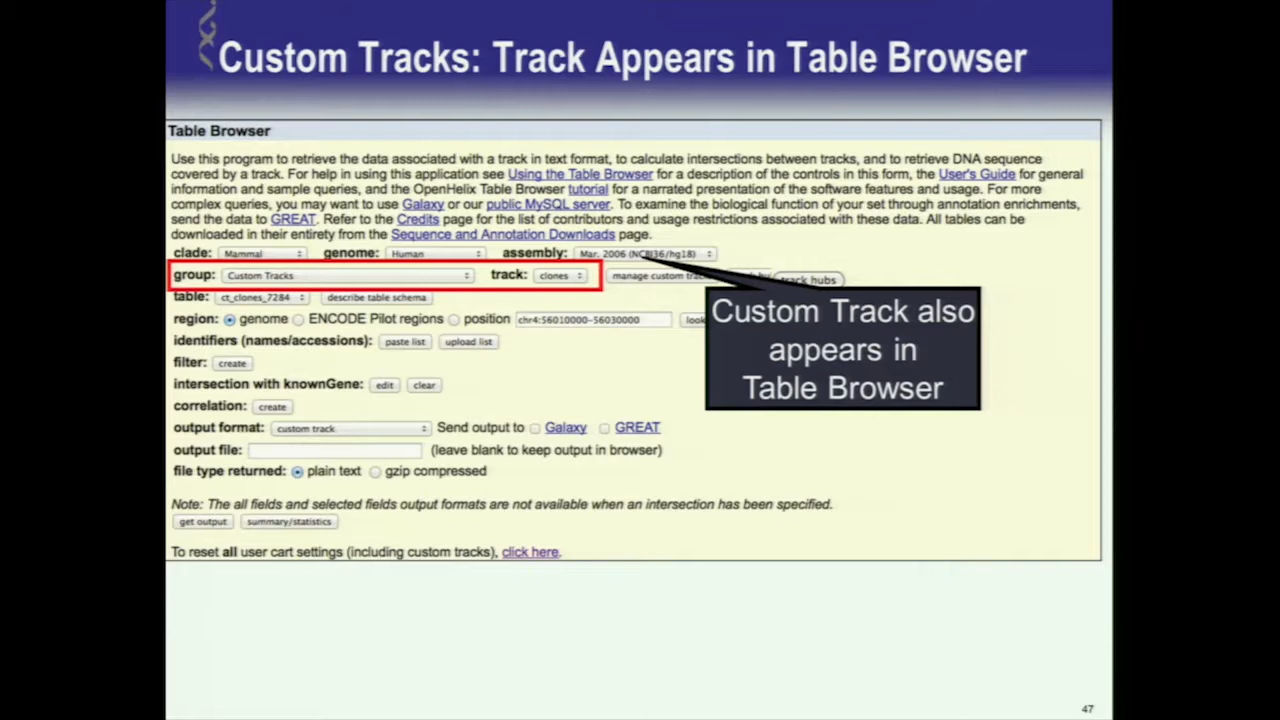 Custom Tracks: Track Appears in Table Browser
Table Browser
Use this program to retrieve the data associated with a track in text format, to calculate intersections between tracks, and to retrieve DNA sequence
covered by a track. For help in using this application see Using the Table Browser for a description of the controls in this form, the User's Guide for general
information and sample queries, and the OpenHelix Table Browser tutorial for a narrated presentation of the software features and usage. For more
complex queries, you may want to use Galaxy or our public MySQL server. To examine the biological function of your set through annotation enrichments,
send the data to GREAT. Refer to the Credits page for the list of contributors and usage restrictions associated with these data. All tables can be
downloaded in their entirety from the Sequence and Annotation Downloads page.
clade: Mammal genome: Human assembly: Mar. 2006 (NCBI36/hg18)
group: Custom Tracks track: clones manage custom track hubs
table: ct_clones_7284 describe table schema
region: genome ENCODE Pilot regions position chr4:56010000-56030000
identifiers (names/accessions): paste list upload list
filter: create
intersection with knownGene: edit clear
correlation: create
output format: custom track Send output to Galaxy GREAT
output file: (leave blank to keep output in browser)
file type returned: plain text gzip compressed
Note: The all fields and selected fields output formats are not available when an intersection has been specified.
get output summary/statistics
To reset all user cart settings (including custom tracks), click here.
Custom Track also
appears in
Table Browser
47